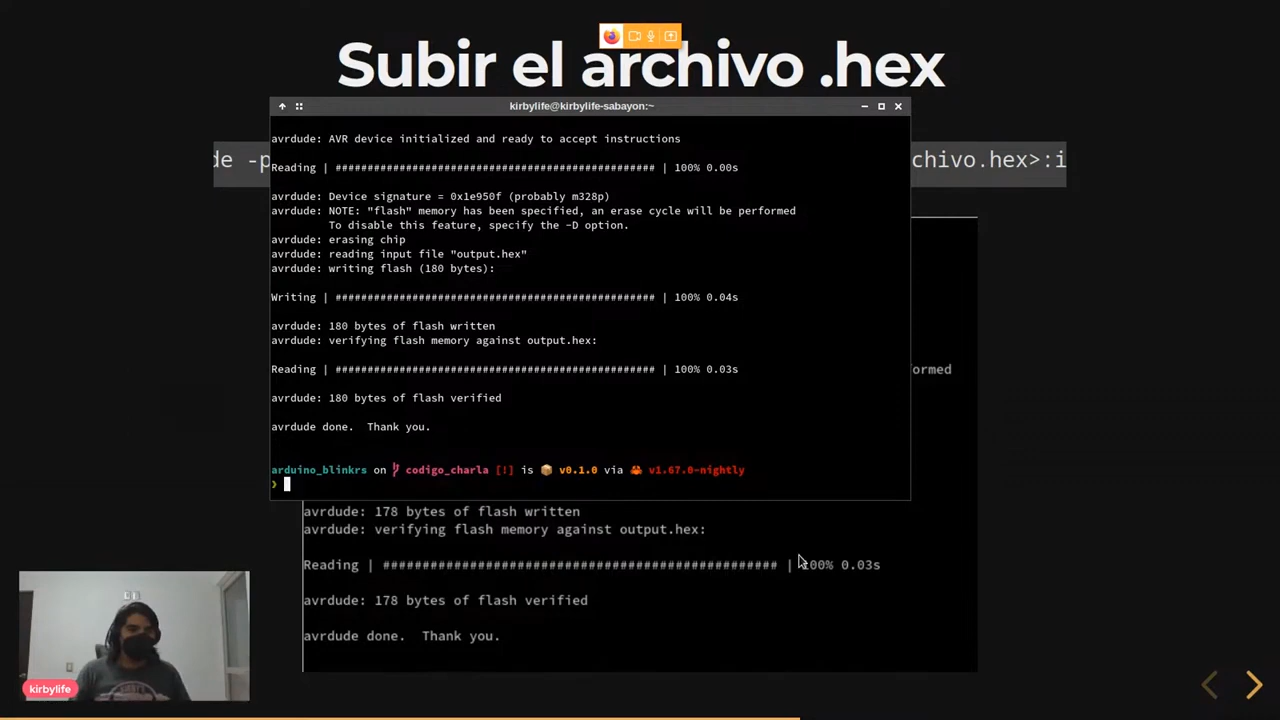 Subir el archivo .hex
kirbylife@kirbylife-sabayon:~
de -p
chivo.hex>:i
avrdude: AVR device initialized and ready to accept instructions
Reading | ################################################## | 100% 0.00s
avrdude: Device signature = 0x1e950f (probably m328p)
avrdude: NOTE: "flash" memory has been specified, an erase cycle will be performed
To disable this feature, specify the -D option.
avrdude: erasing chip
avrdude: reading input file "output.hex"
avrdude: writing flash (180 bytes):
Writing | ################################################## | 100% 0.04s
avrdude: 180 bytes of flash written
avrdude: verifying flash memory against output.hex:
Reading | ################################################## | 100% 0.03s
ormed
avrdude: 180 bytes of flash verified
avrdude done.  Thank you.
arduino_blinkrs on codigo_charla [!] is 📦 v0.1.0 via 🦀 v1.67.0-nightly
❯
avrdude: 178 bytes of flash written
avrdude: verifying flash memory against output.hex:
Reading | ################################################## | 100% 0.03s
avrdude: 178 bytes of flash verified
avrdude done.  Thank you.
kirbylife